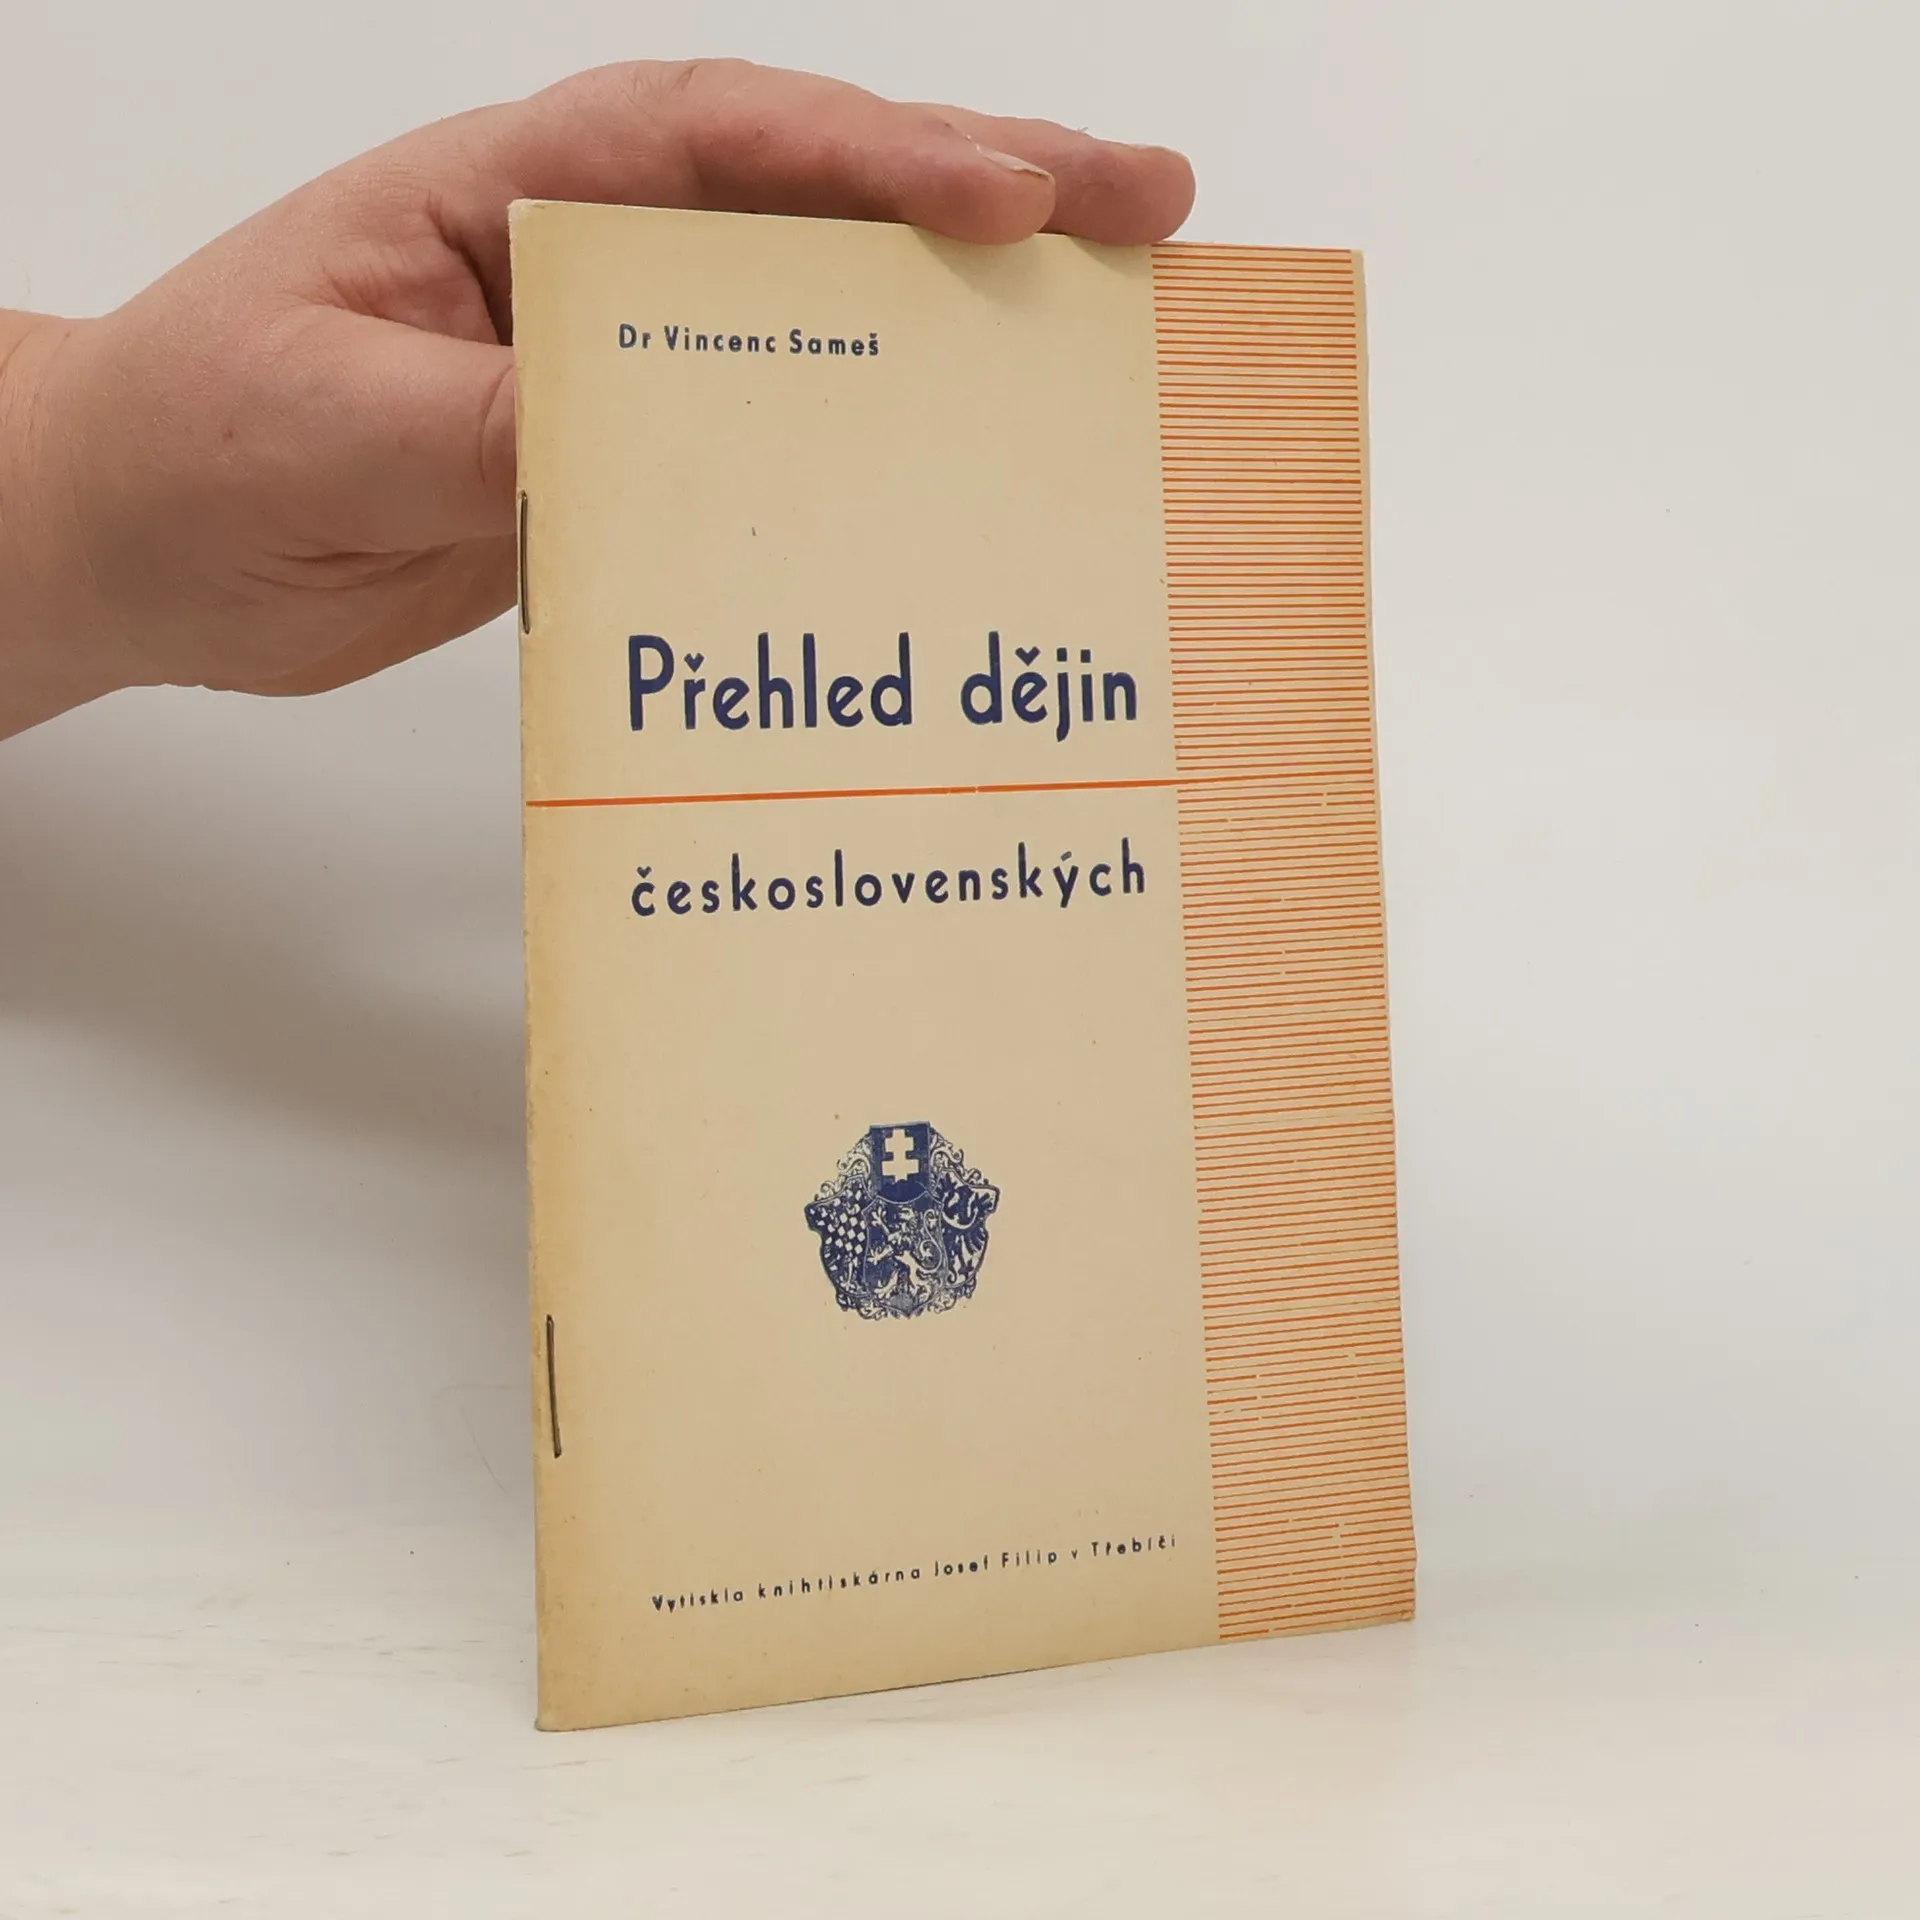 Dr Vincenc Sameš
Přehled dějin
československých
Vytiskla knihtiskárna Josef Filip v Třebíči